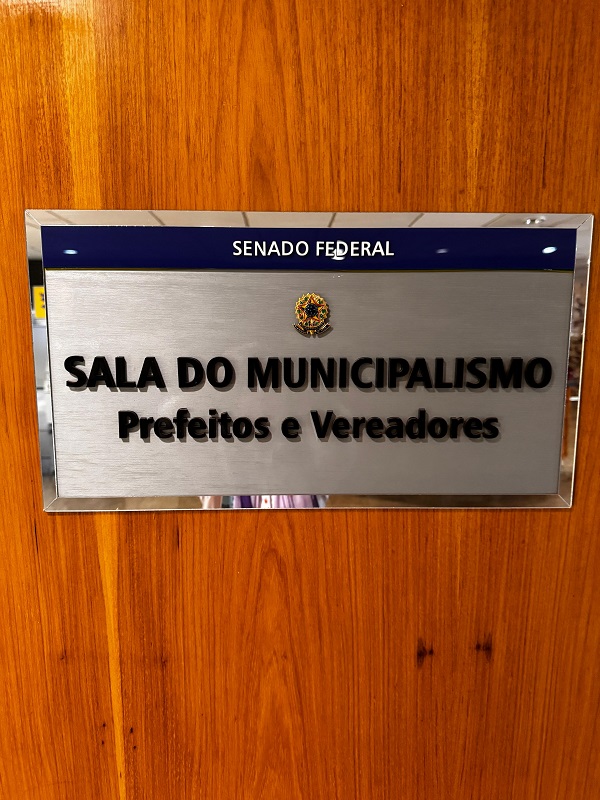 SENADO FEDERAL
SALA DO MUNICIPALISMO
Prefeitos e Vereadores